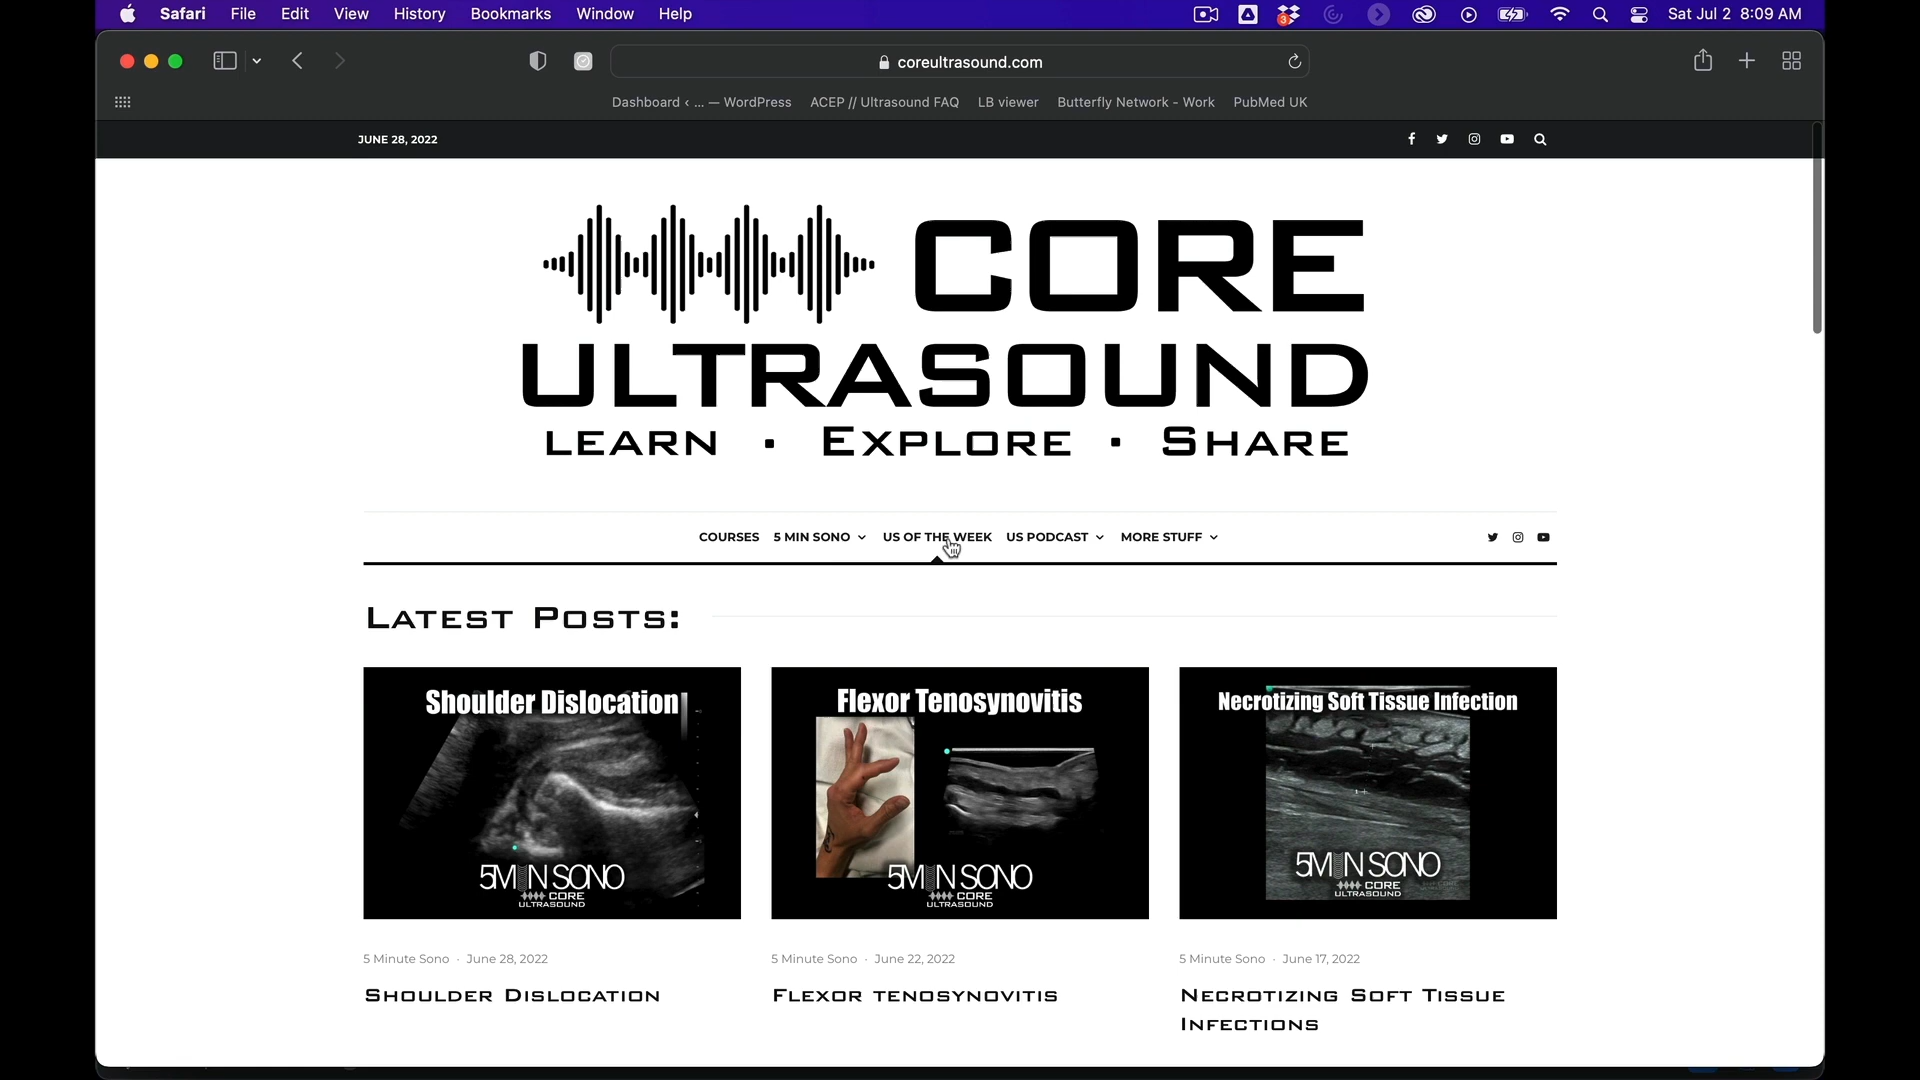 Safari File Edit View History Bookmarks Window Help 3 Sat Jul 2 8:09 AM
coreultrasound.com
Dashboard ‹ ... — WordPress ACEP // Ultrasound FAQ LB viewer Butterfly Network - Work PubMed UK
JUNE 28, 2022
CORE
ULTRASOUND
LEARN · EXPLORE · SHARE
COURSES 5 MIN SONO US OF THE WEEK US PODCAST MORE STUFF
LATEST POSTS:
Shoulder Dislocation
5MIN SONO
CORE
ULTRASOUND
Flexor Tenosynovitis
5MIN SONO
CORE
ULTRASOUND
Necrotizing Soft Tissue Infection
5MIN SONO
CORE
ULTRASOUND
5 Minute Sono · June 28, 2022
SHOULDER DISLOCATION
5 Minute Sono · June 22, 2022
FLEXOR TENOSYNOVITIS
5 Minute Sono · June 17, 2022
NECROTIZING SOFT TISSUE
INFECTIONS